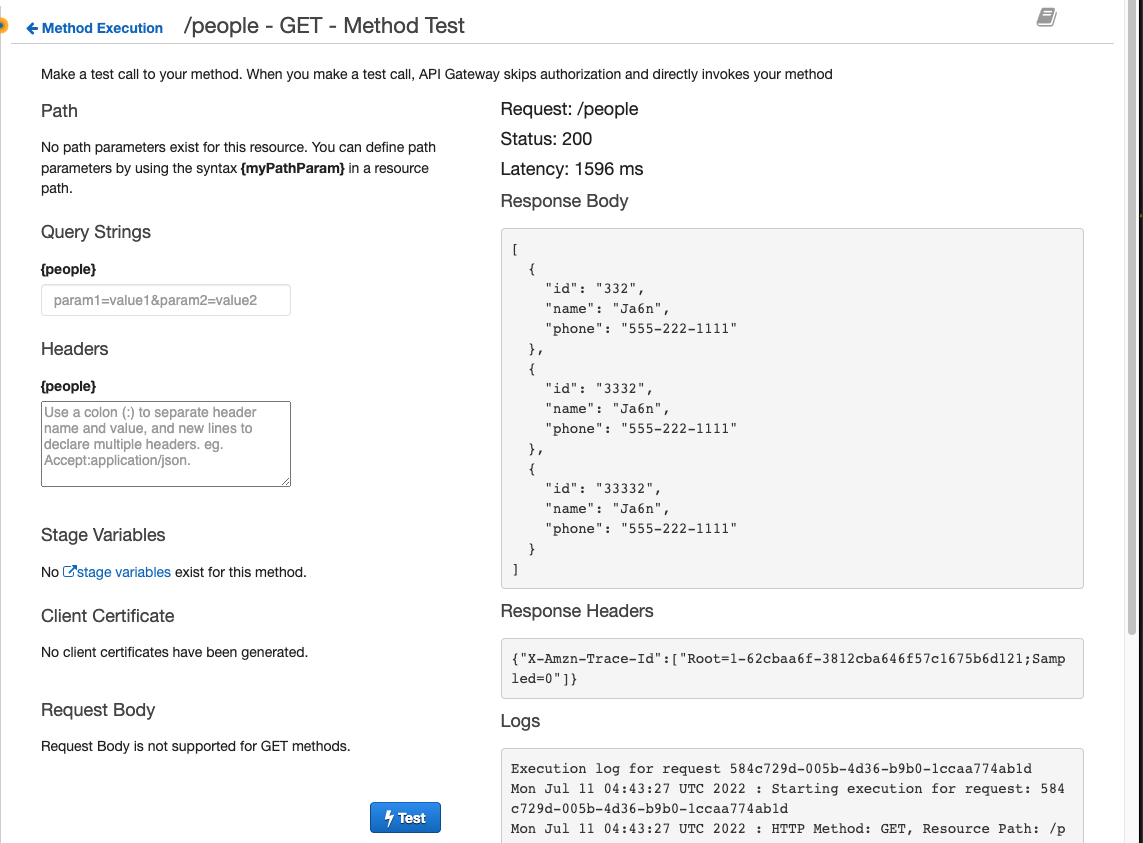 Method Execution
/people - GET - Method Test
Make a test call to your method. When you make a test call, API Gateway skips authorization and directly invokes your method
Path
No path parameters exist for this resource. You can define path
parameters by using the syntax {myPathParam} in a resource
path.
Query Strings
{people}
param1=value1&param2=value2
Headers
{people}
Use a colon (:) to separate header
name and value, and new lines to
declare multiple headers. eg.
Accept:application/json.
Stage Variables
No stage variables exist for this method.
Client Certificate
No client certificates have been generated.
Request Body
Request Body is not supported for GET methods.
Test
Request: /people
Status: 200
Latency: 1596 ms
Response Body
[
  {
    "id": "332",
    "name": "Ja6n",
    "phone": "555-222-1111"
  },
  {
    "id": "3332",
    "name": "Ja6n",
    "phone": "555-222-1111"
  },
  {
    "id": "33332",
    "name": "Ja6n",
    "phone": "555-222-1111"
  }
]
Response Headers
{"X-Amzn-Trace-Id":["Root=1-62cbaa6f-3812cba646f57c1675b6d121;Samp
led=0"]}
Logs
Execution log for request 584c729d-005b-4d36-b9b0-1ccaa774ab1d
Mon Jul 11 04:43:27 UTC 2022 : Starting execution for request: 584
c729d-005b-4d36-b9b0-1ccaa774ab1d
Mon Jul 11 04:43:27 UTC 2022 : HTTP Method: GET, Resource Path: /p